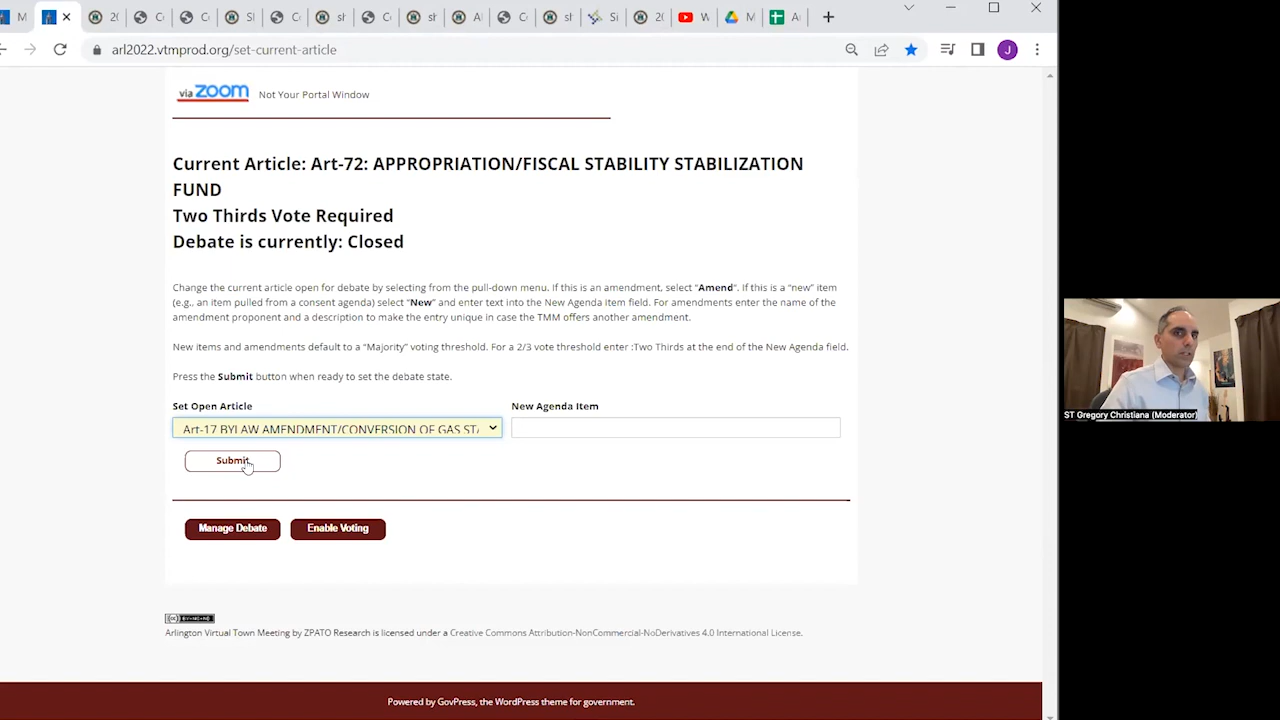 arl2022.vtmprod.org/set-current-article
J
via zoom Not Your Portal Window
Current Article: Art-72: APPROPRIATION/FISCAL STABILITY STABILIZATION
FUND
Two Thirds Vote Required
Debate is currently: Closed
Change the current article open for debate by selecting from the pull-down menu. If this is an amendment, select "Amend". If this is a "new" item
(e.g., an item pulled from a consent agenda) select "New" and enter text into the New Agenda Item field. For amendments enter the name of the
amendment proponent and a description to make the entry unique in case the TMM offers another amendment.
New items and amendments default to a "Majority" voting threshold. For a 2/3 vote threshold enter :Two Thirds at the end of the New Agenda field.
Press the Submit button when ready to set the debate state.
Set Open Article New Agenda Item
Art-17 BYLAW AMENDMENT/CONVERSION OF GAS STA
Submit
ST Gregory Christiana (Moderator)
Manage Debate Enable Voting
Arlington Virtual Town Meeting by ZPATO Research is licensed under a Creative Commons Attribution-NonCommercial-NoDerivatives 4.0 International License.
Powered by GovPress, the WordPress theme for government.